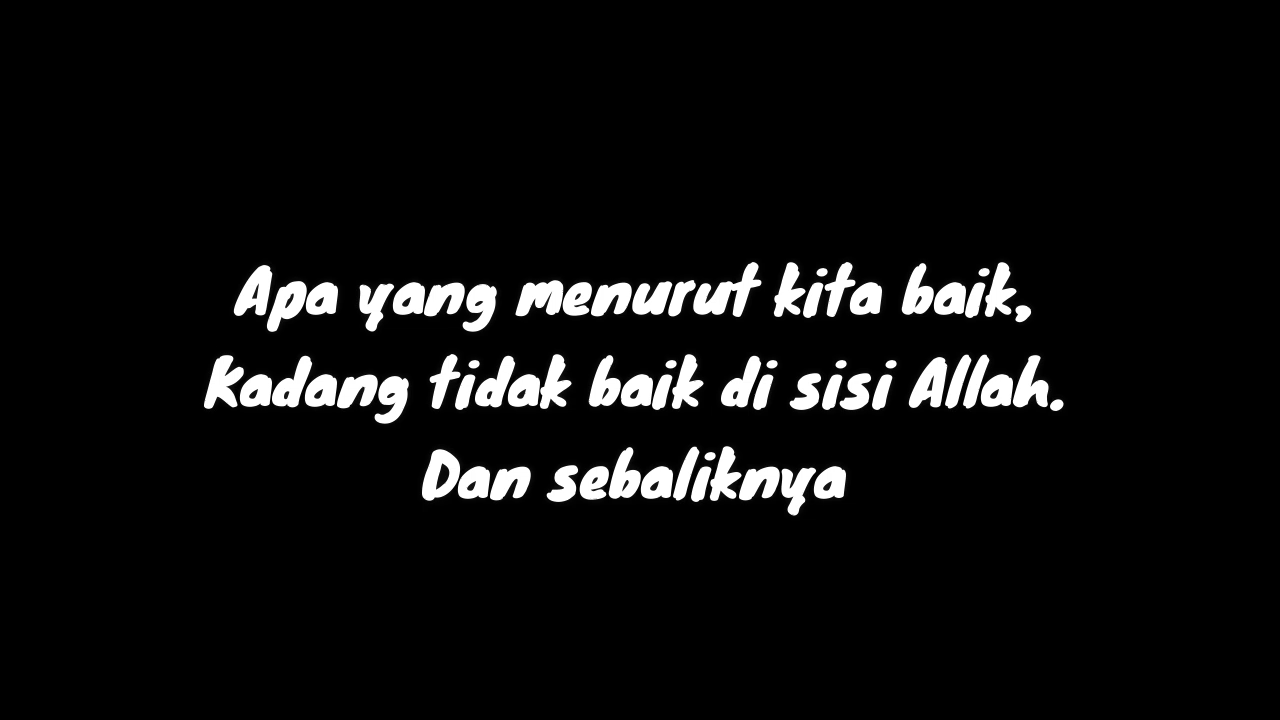 Apa yang menurut kita baik,
Kadang tidak baik di sisi Allah.
Dan sebaliknya